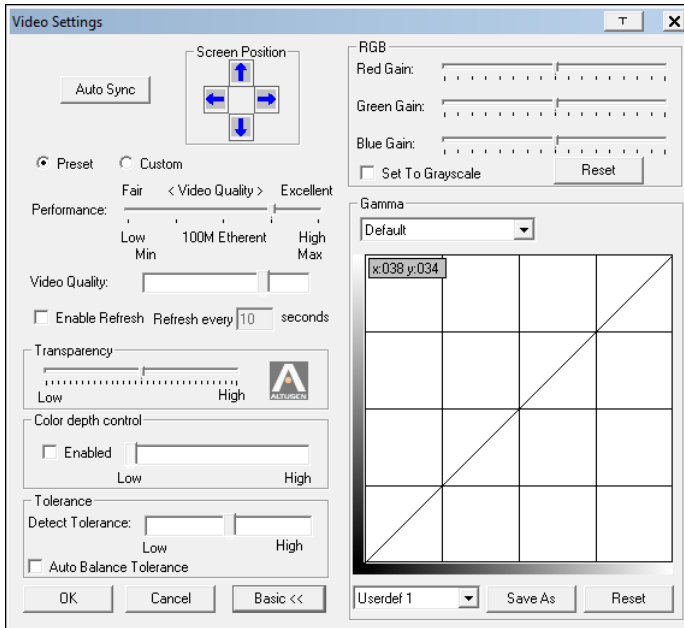 Video Settings
T X
Screen Position
Auto Sync
Preset Custom
Fair < Video Quality > Excellent
Performance:
Low 100M Etherent High
Min Max
Video Quality:
Enable Refresh Refresh every 10 seconds
Transparency
Low High
ALTUSEN
Color depth control
Enabled
Low High
Tolerance
Detect Tolerance:
Low High
Auto Balance Tolerance
OK Cancel Basic <<
RGB
Red Gain:
Green Gain:
Blue Gain:
Set To Grayscale Reset
Gamma
Default
x:038 y:034
Userdef 1 Save As Reset